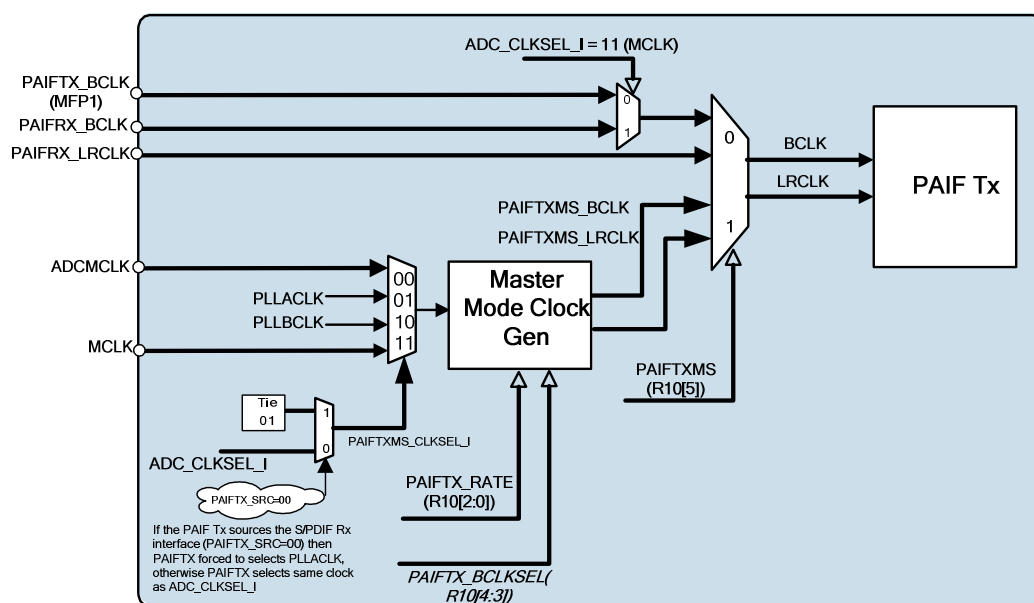 ADC_CLKSEL_I = 11 (MCLK)
PAIFTX_BCLK
(MFP1)
0
PAIFRX_BCLK
1
PAIFRX_LRCLK
0
BCLK
LRCLK
PAIF Tx
PAIFTXMS_BCLK
1
PAIFTXMS_LRCLK
ADCMCLK
00
PLLACLK
01
PLLBCLK
10
MCLK
11
Master
Mode Clock
Gen
PAIFTXMS
(R10[5])
Tie
01
1
0
PAIFTXMS_CLKSEL_I
ADC_CLKSEL_I
PAIFTX_SRC=00
PAIFTX_RATE
(R10[2:0])
If the PAIF Tx sources the S/PDIF Rx
interface (PAIFTX_SRC=00) then
PAIFTX forced to selects PLLACLK,
otherwise PAIFTX selects same clock
as ADC_CLKSEL_I
PAIFTX_BCLKSEL(
R10[4:3])